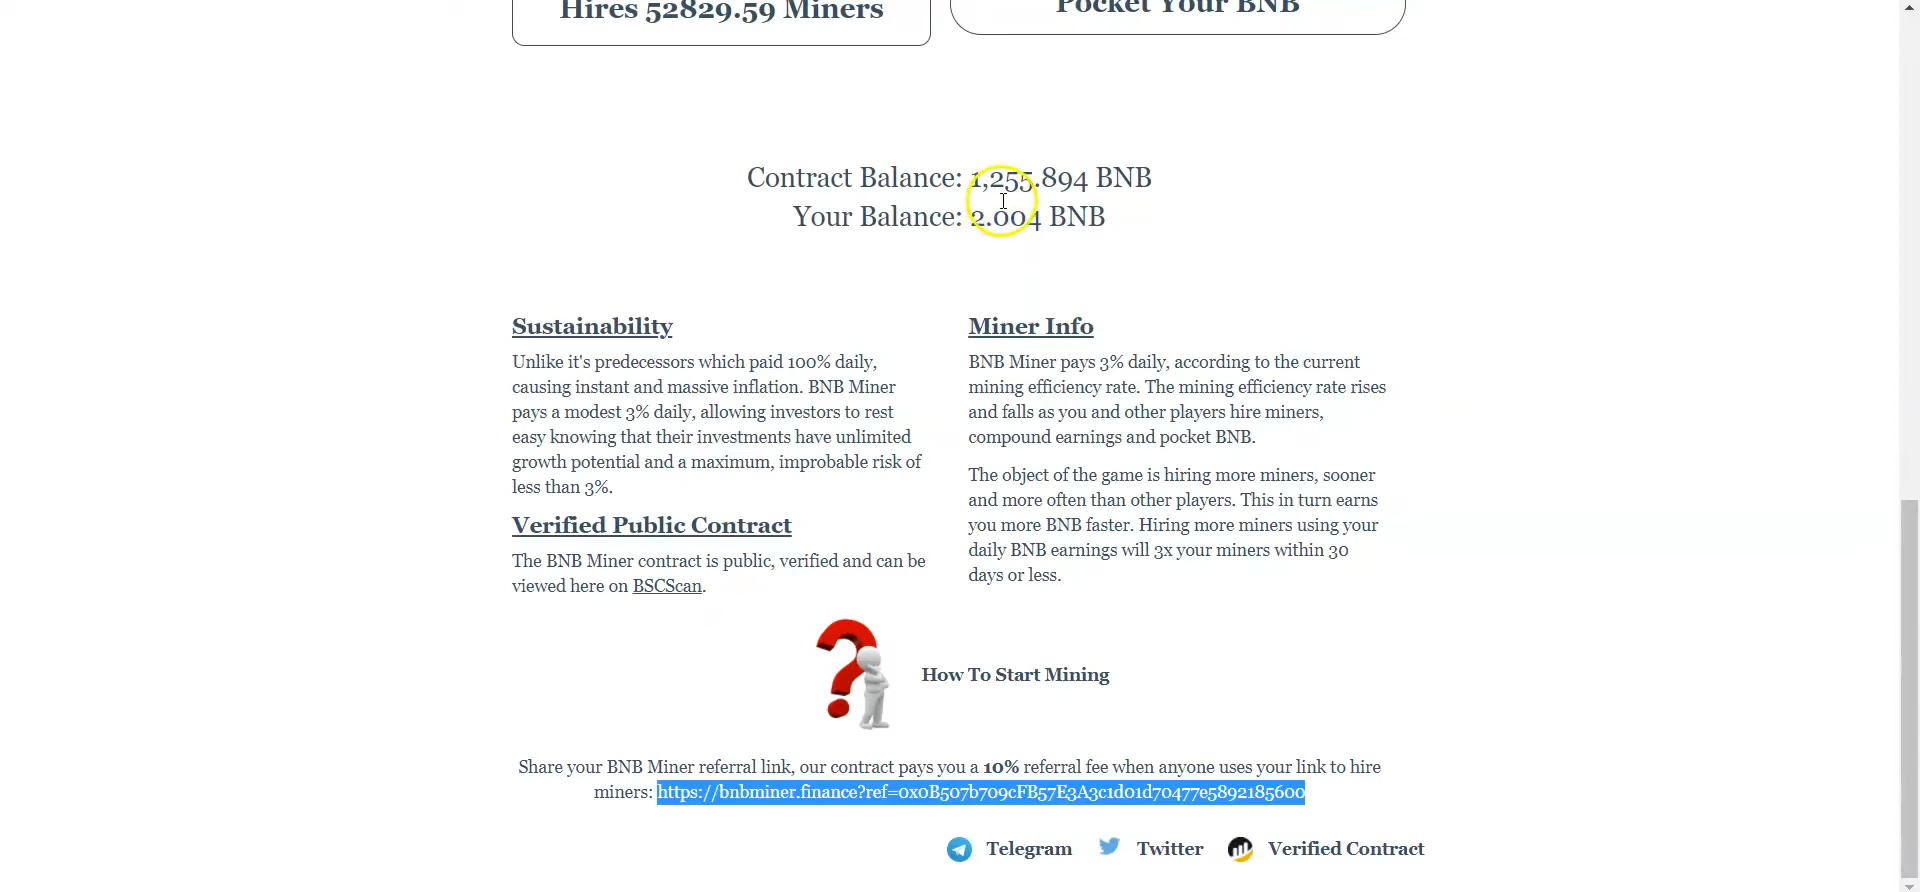 Hires 52829.59 Miners
Pocket Your BNB
Contract Balance: 1,255.894 BNB
Your Balance: 2.004 BNB
Sustainability
Unlike it's predecessors which paid 100% daily,
causing instant and massive inflation. BNB Miner
pays a modest 3% daily, allowing investors to rest
easy knowing that their investments have unlimited
growth potential and a maximum, improbable risk of
less than 3%.
Verified Public Contract
The BNB Miner contract is public, verified and can be
viewed here on BSCScan.
Miner Info
BNB Miner pays 3% daily, according to the current
mining efficiency rate. The mining efficiency rate rises
and falls as you and other players hire miners,
compound earnings and pocket BNB.
The object of the game is hiring more miners, sooner
and more often than other players. This in turn earns
you more BNB faster. Hiring more miners using your
daily BNB earnings will 3x your miners within 30
days or less.
How To Start Mining
Share your BNB Miner referral link, our contract pays you a 10% referral fee when anyone uses your link to hire
miners: https://bnbminer.finance?ref=0x0B507b709cFB57E3A3c1d01d70477e5892185600
Telegram
Twitter
Verified Contract